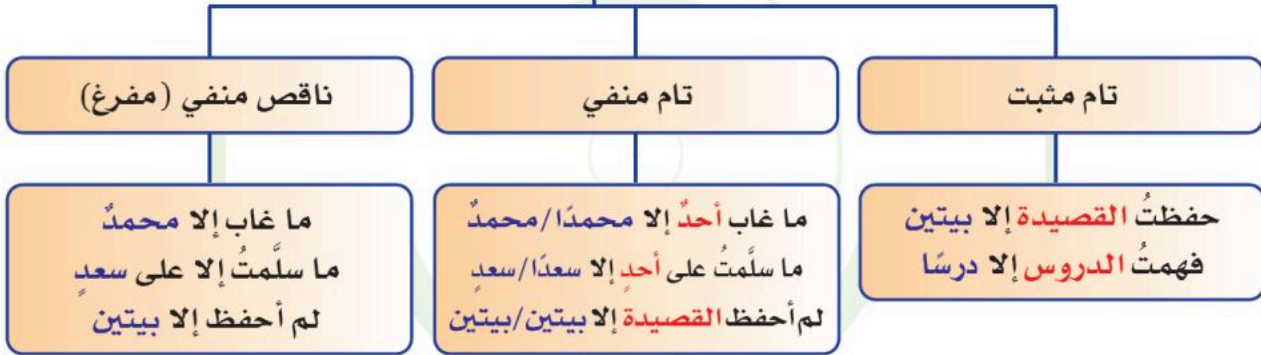 تام مثبت
تام منفي
ناقص منفي (مفرغ)
حفظتُ القصيدة إلا بيتين
فهمتُ الدروس إلا درسًا
ما غاب أحدٌ إلا محمدًا/محمدٌ
ما سلَّمتُ على أحدٍ إلا سعدًا/سعدٍ
لم أحفظ القصيدة إلا بيتين/بيتين
ما غاب إلا محمدٌ
ما سلَّمتُ إلا على سعدٍ
لم أحفظ إلا بيتين